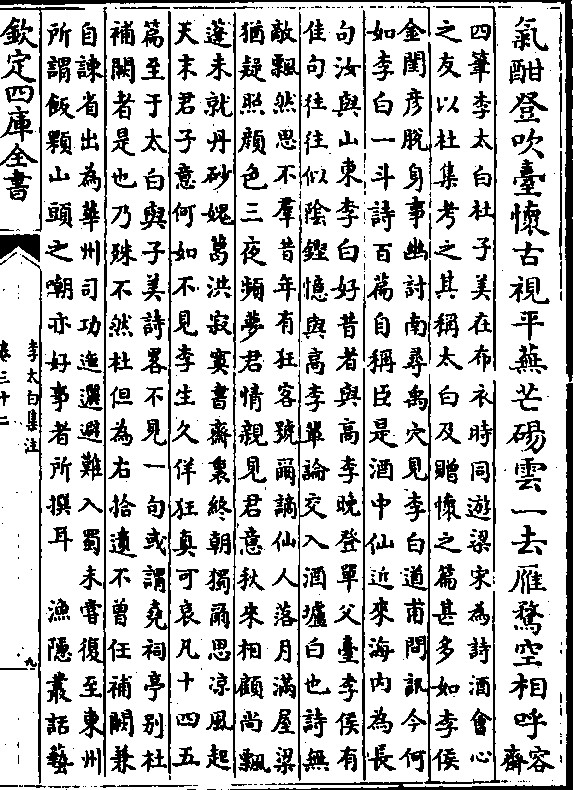 氣酣登吹臺懷古視平蕪芒碭雲一去雁騖空相呼容齋
四筆李太白杜子美在布衣時同遊梁宋為詩酒會心
之友以杜集考之其稱太白及贈懷之篇甚多如李侯
金閨彦脱身事幽討南尋禹穴見李白道甫問訊今何
如李白一斗詩百篇自稱臣是酒中仙近來海内為長
句汝與山東李白好昔者與高李晚登單父臺李侯有
佳句往往似陰鏗憶與高李輩論交入酒壚白也詩無
敵飄然思不羣昔年有狂客號爾謫仙人落月滿屋梁
猶疑照顔色三夜頻夢君情親見君意秋來相顧尚飄
蓬未就丹砂媿葛洪寂寞書齋裏終朝獨爾思涼風起
天末君子意何如不見李生久佯狂真可哀凡十四五
篇至于太白與子美詩畧不見一句或謂堯祠亭别杜
補闕者是也乃殊不然杜但為右拾遺不曾任補闕兼
自諫省出為華州司功迤邐避難入蜀未嘗復至東州
所謂飯顆山頭之嘲亦好事者所撰耳　漁隱叢話藝
欽定四庫全書
李太白集注
卷三十二
九